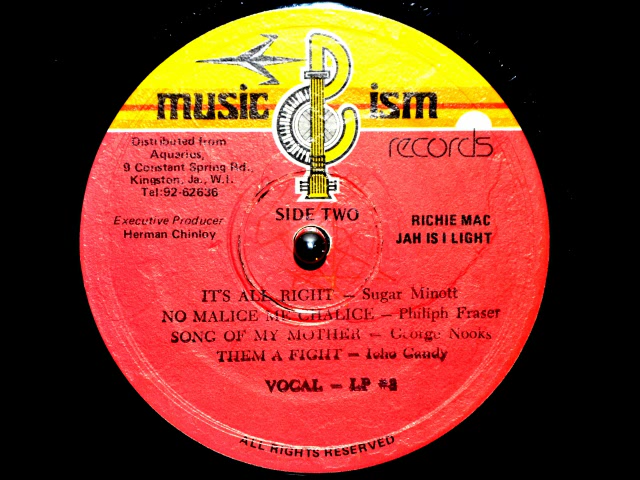 music ism
records
Distributed from
Aquarius,
9 Constant Spring Rd.,
Kingston, Ja., W.I.
Tel:92-62636
Executive Producer
Herman Chinloy
SIDE TWO
RICHIE MAC
JAH IS I LIGHT
IT'S ALL RIGHT — Sugar Minott
NO MALICE ME CHALICE — Philiph Fraser
SONG OF MY MOTHER — George Nooks
THEM A FIGHT — Icho Candy
VOCAL — LP #
ALL RIGHTS RESERVED